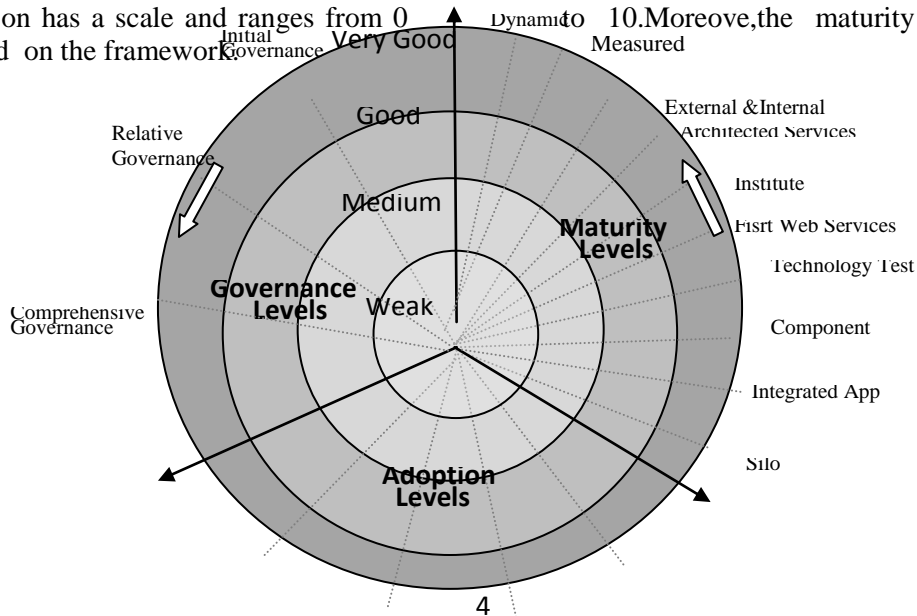 on has a scale and ranges from 0 to 10.Moreove,the maturity
d on the framework.
Initial
Governance
Very Good
Dynamic
Measured
Good
External &Internal
Architected Services
Relative
Governance
Institute
Medium
Fisrt Web Services
Maturity
Levels
Technology Test
Governance
Levels
Weak
Comprehensive
Governance
Component
Integrated App
Silo
Adoption
Levels
4